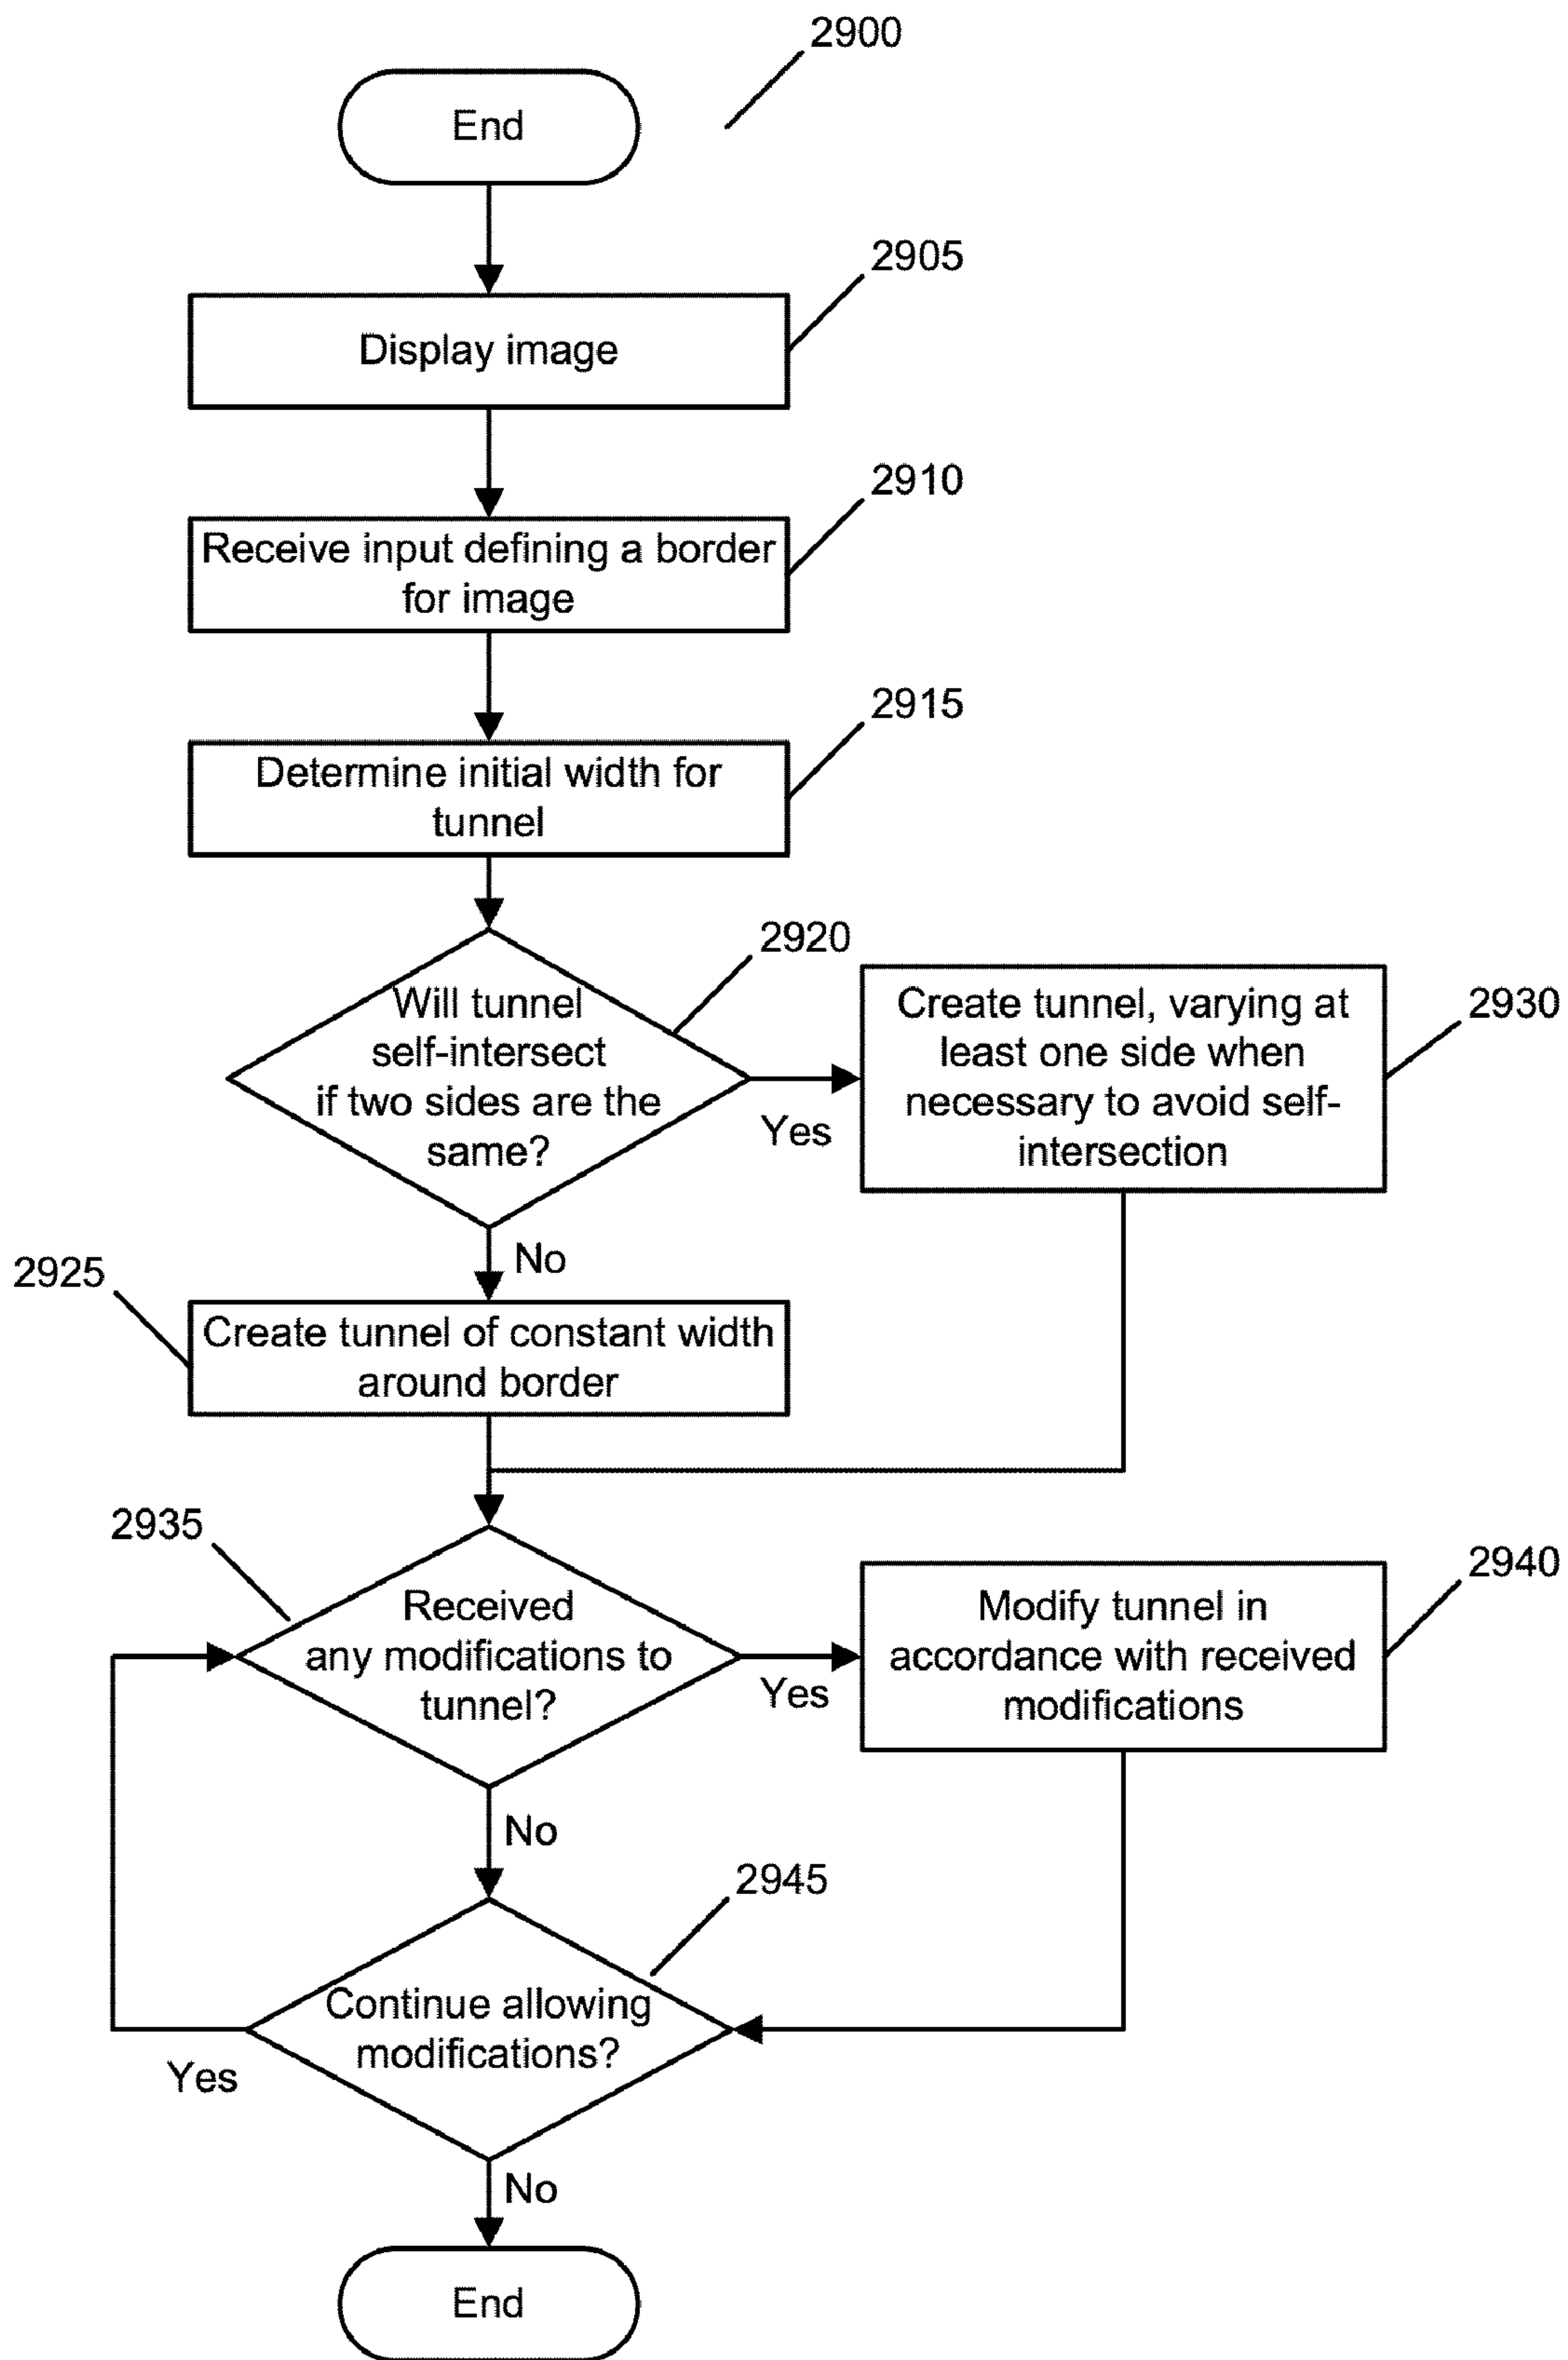 2900
End
2905
Display image
2910
Receive input defining a border
for image
2915
Determine initial width for
tunnel
2920
Will tunnel
self-intersect
if two sides are the
same?
Yes
Create tunnel, varying at
least one side when
necessary to avoid self-
intersection
2930
No
2925
Create tunnel of constant width
around border
2935
Received
any modifications to
tunnel?
Yes
Modify tunnel in
accordance with received
modifications
2940
No
2945
Continue allowing
modifications?
Yes
No
End